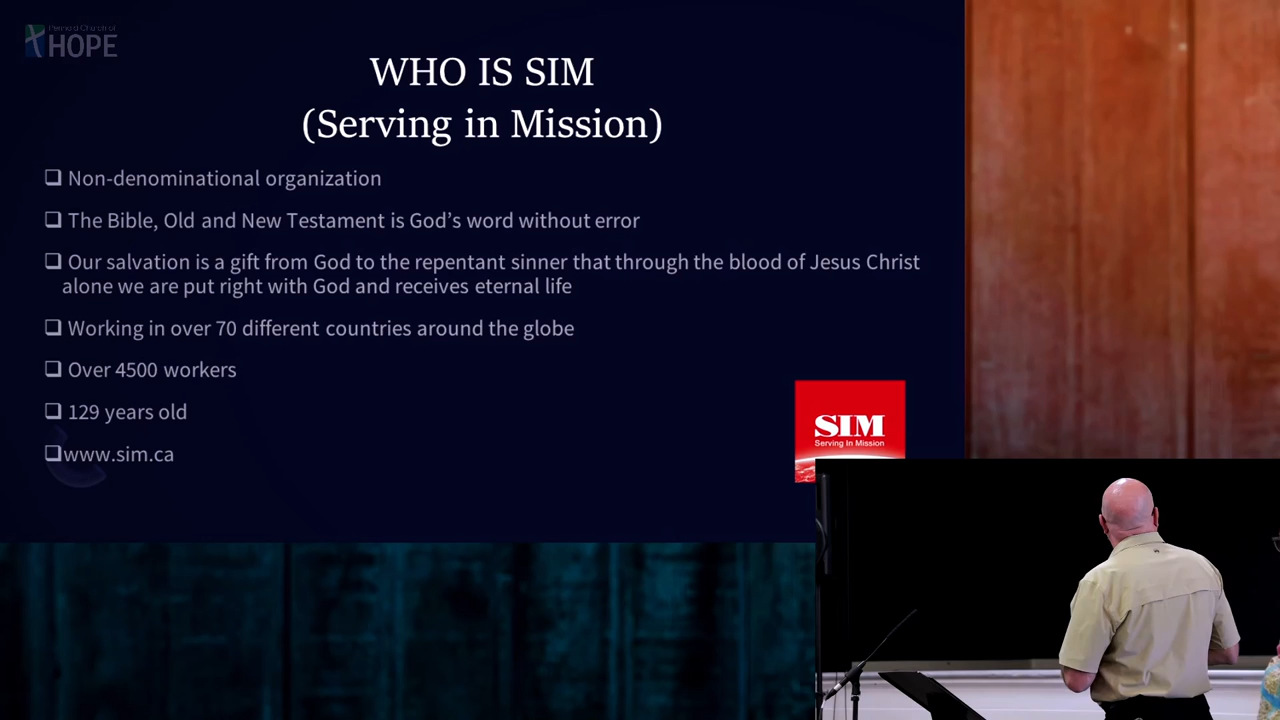 HOPE
WHO IS SIM
(Serving in Mission)
❑ Non-denominational organization
❑ The Bible, Old and New Testament is God’s word without error
❑ Our salvation is a gift from God to the repentant sinner that through the blood of Jesus Christ
alone we are put right with God and receives eternal life
❑ Working in over 70 different countries around the globe
❑ Over 4500 workers
❑ 129 years old
❑www.sim.ca
SIM
Serving In Mission